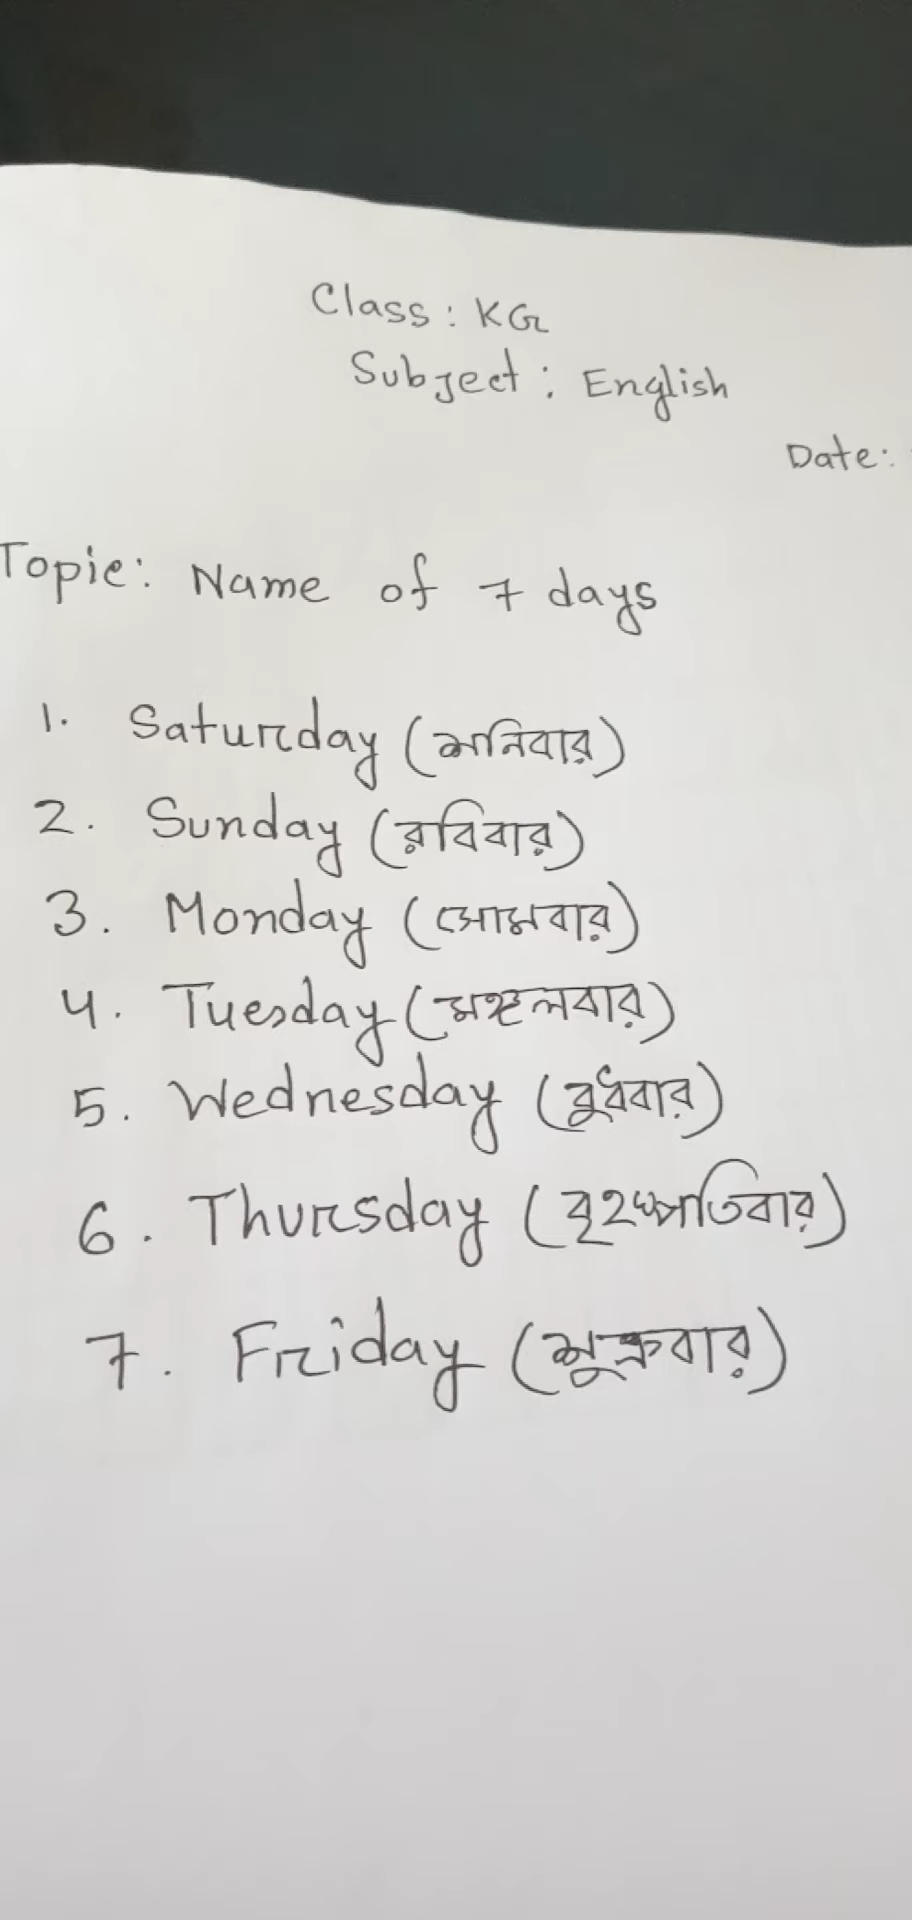 Class: KG
Subject: English
Date:
Topic: Name of 7 days
1. Saturday (শনিবার)
2. Sunday (রবিবার)
3. Monday (সোমবার)
4. Tuesday (মঙ্গলবার)
5. Wednesday (বুধবার)
6. Thursday (বৃহস্পতিবার)
7. Friday (শুক্রবার)